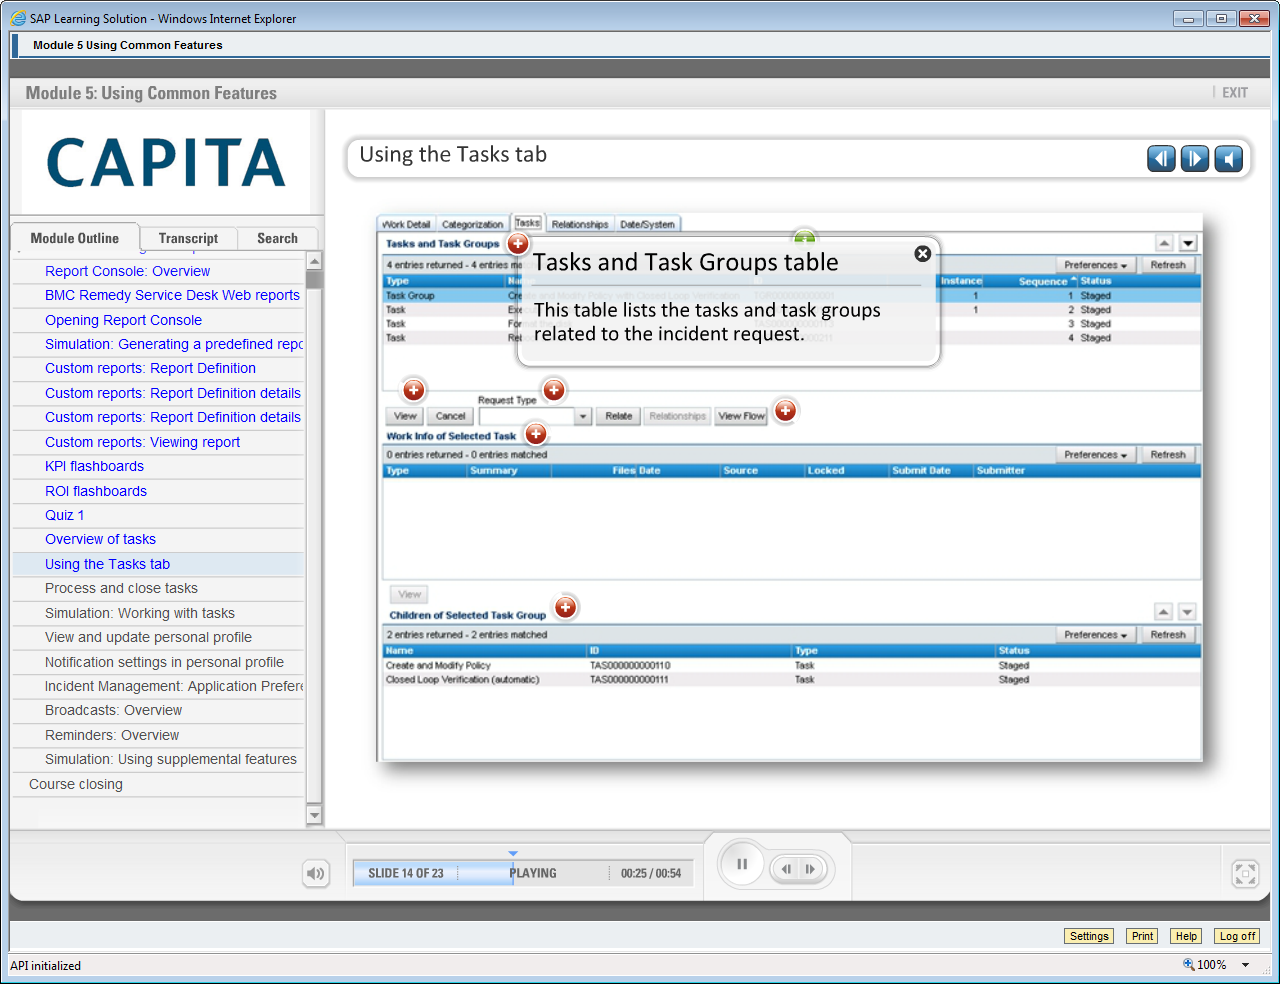 SAP Learning Solution - Windows Internet Explorer
Module 5 Using Common Features
Module 5: Using Common Features
EXIT
CAPITA
Module Outline
Transcript
Search
Report Console: Overview
BMC Remedy Service Desk Web reports
Opening Report Console
Simulation: Generating a predefined repo
Custom reports: Report Definition
Custom reports: Report Definition details
Custom reports: Report Definition details
Custom reports: Viewing report
KPI flashboards
ROI flashboards
Quiz 1
Overview of tasks
Using the Tasks tab
Process and close tasks
Simulation: Working with tasks
View and update personal profile
Notification settings in personal profile
Incident Management: Application Prefere
Broadcasts: Overview
Reminders: Overview
Simulation: Using supplemental features
Course closing
Using the Tasks tab
Work Detail Categorization Tasks Relationships Date/System
Tasks and Task Groups
4 entries returned - 4 entries
Preferences Refresh
Type Instance Sequence Status
Task Group 1 1 Staged
Task 1 2 Staged
Task 3 Staged
Task 4 Staged
Tasks and Task Groups table
This table lists the tasks and task groups
related to the incident request.
Request Type
View Cancel Relate Relationships View Flow
Work Info of Selected Task
0 entries returned - 0 entries matched
Preferences Refresh
Type Summary Files Date Source Locked Submit Date Submitter
View
Children of Selected Task Group
2 entries returned - 2 entries matched
Preferences Refresh
Name ID Type Status
Create and Modify Policy TAS000000000110 Task Staged
Closed Loop Verification (automatic) TAS000000000111 Task Staged
SLIDE 14 OF 23 PLAYING 00:25 / 00:54
Settings Print Help Log off
API initialized
100%